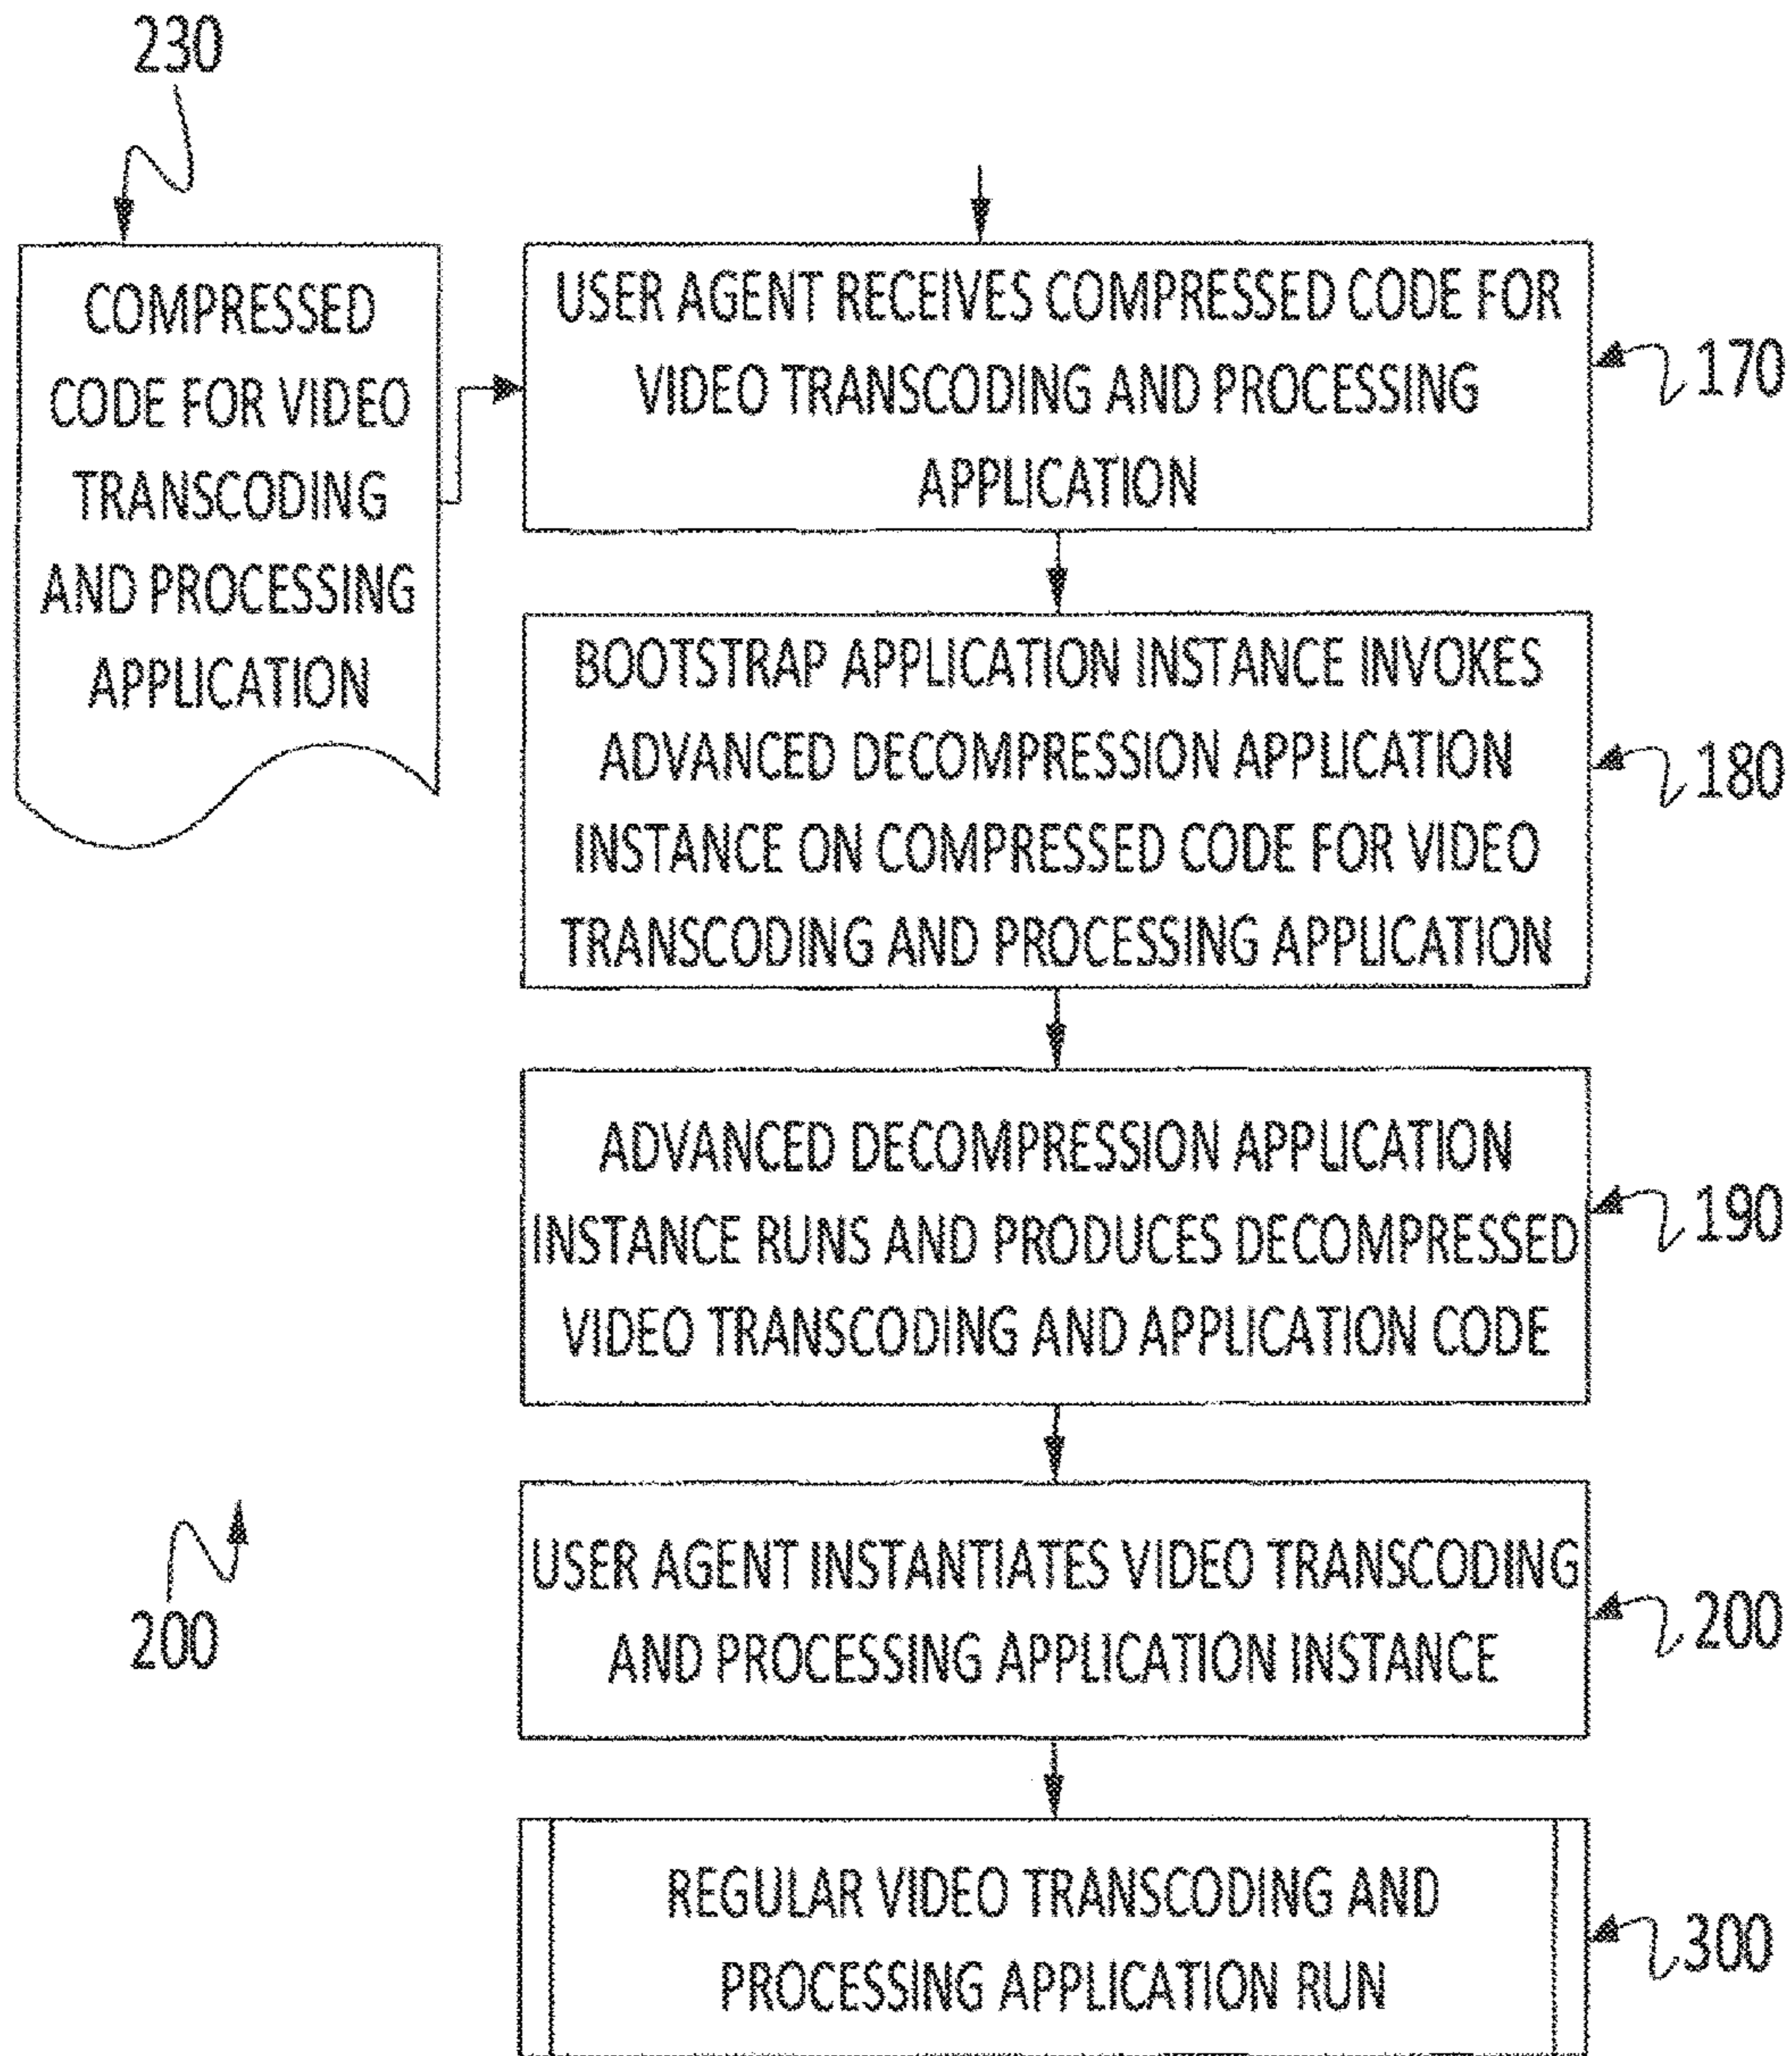 230
COMPRESSED
CODE FOR VIDEO
TRANSCODING
AND PROCESSING
APPLICATION
USER AGENT RECEIVES COMPRESSED CODE FOR
VIDEO TRANSCODING AND PROCESSING
APPLICATION
170
BOOTSTRAP APPLICATION INSTANCE INVOKES
ADVANCED DECOMPRESSION APPLICATION
INSTANCE ON COMPRESSED CODE FOR VIDEO
TRANSCODING AND PROCESSING APPLICATION
180
ADVANCED DECOMPRESSION APPLICATION
INSTANCE RUNS AND PRODUCES DECOMPRESSED
VIDEO TRANSCODING AND APPLICATION CODE
190
200
USER AGENT INSTANTIATES VIDEO TRANSCODING
AND PROCESSING APPLICATION INSTANCE
200
REGULAR VIDEO TRANSCODING AND
PROCESSING APPLICATION RUN
300